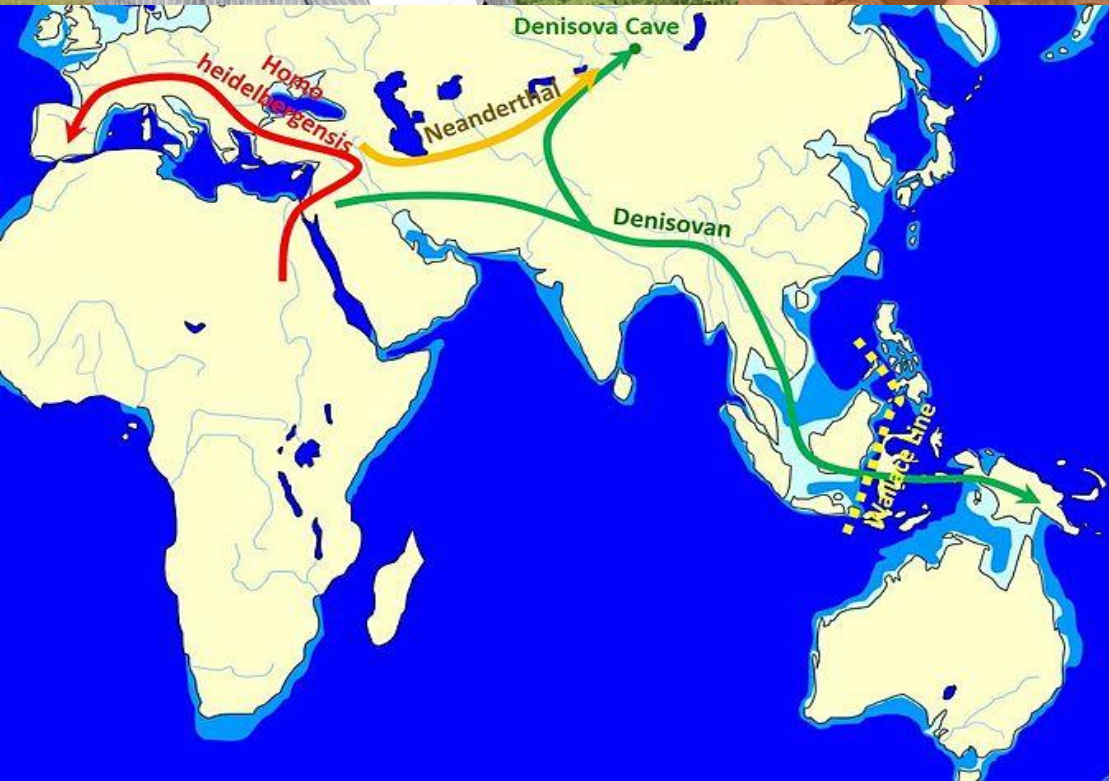 Denisova Cave
Homo
heidelbergensis
Neanderthal
Denisovan
Wallace Line